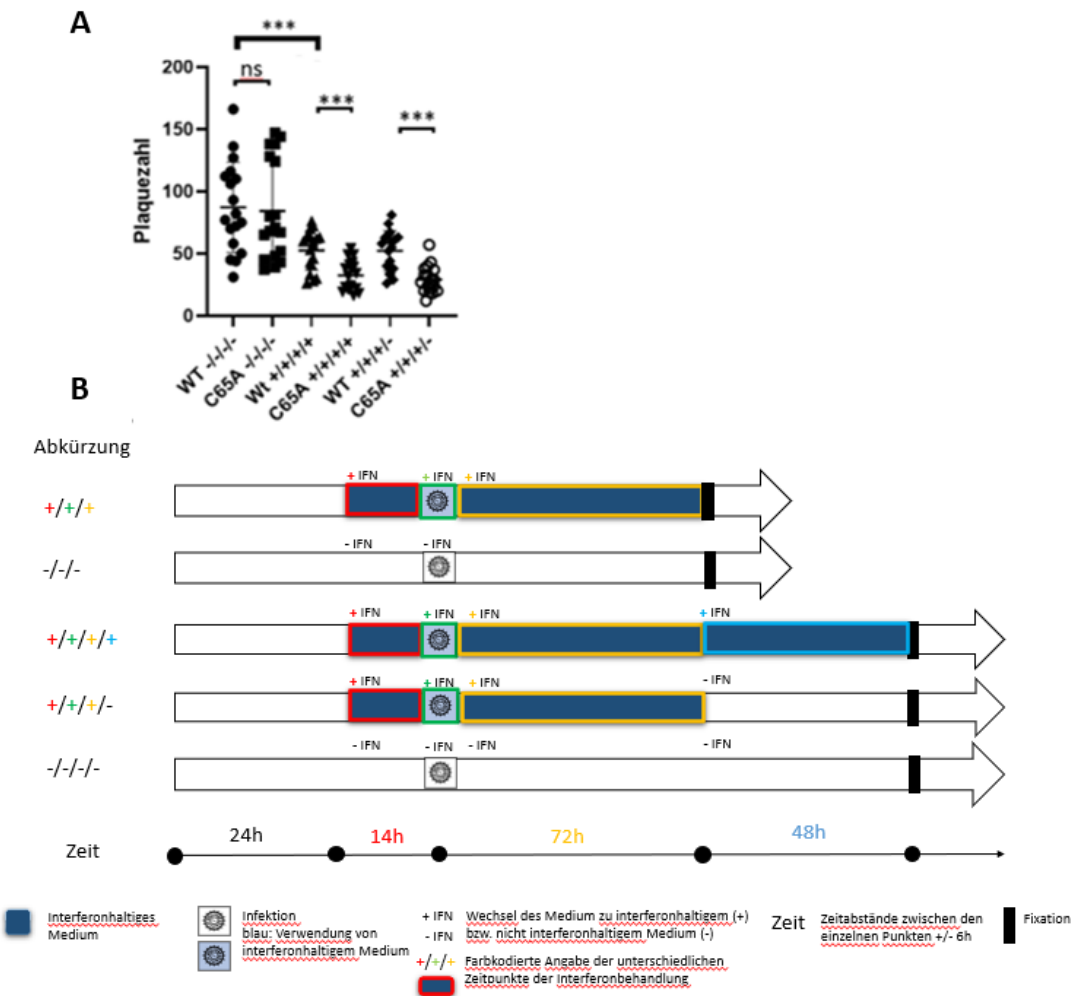 A
***
ns
***
***
200
150
100
50
0
Plaquezahl
WT -/-/-/-
C65A -/-/-/-
Wt +/+/+/+
C65A +/+/+/+
WT +/+/+/-
C65A +/+/+/-
B
Abkürzung
+ IFN + IFN + IFN
+/+/+
- IFN - IFN
-/-/-
+ IFN + IFN + IFN + IFN
+/+/+/+
+ IFN + IFN + IFN - IFN
+/+/+/-
- IFN - IFN - IFN - IFN
-/-/-/-
24h 14h 72h 48h
Zeit
Interferonhaltiges
Medium
Infektion
blau: Verwendung von
interferonhaltigem Medium
+ IFN Wechsel des Medium zu interferonhaltigem (+)
- IFN bzw. nicht interferonhaltigem Medium (-)
+/+/+ Farbkodierte Angabe der unterschiedlichen
Zeitpunkte der Interferonbehandlung
Zeit Zeitabstände zwischen den
einzelnen Punkten +/- 6h
Fixation